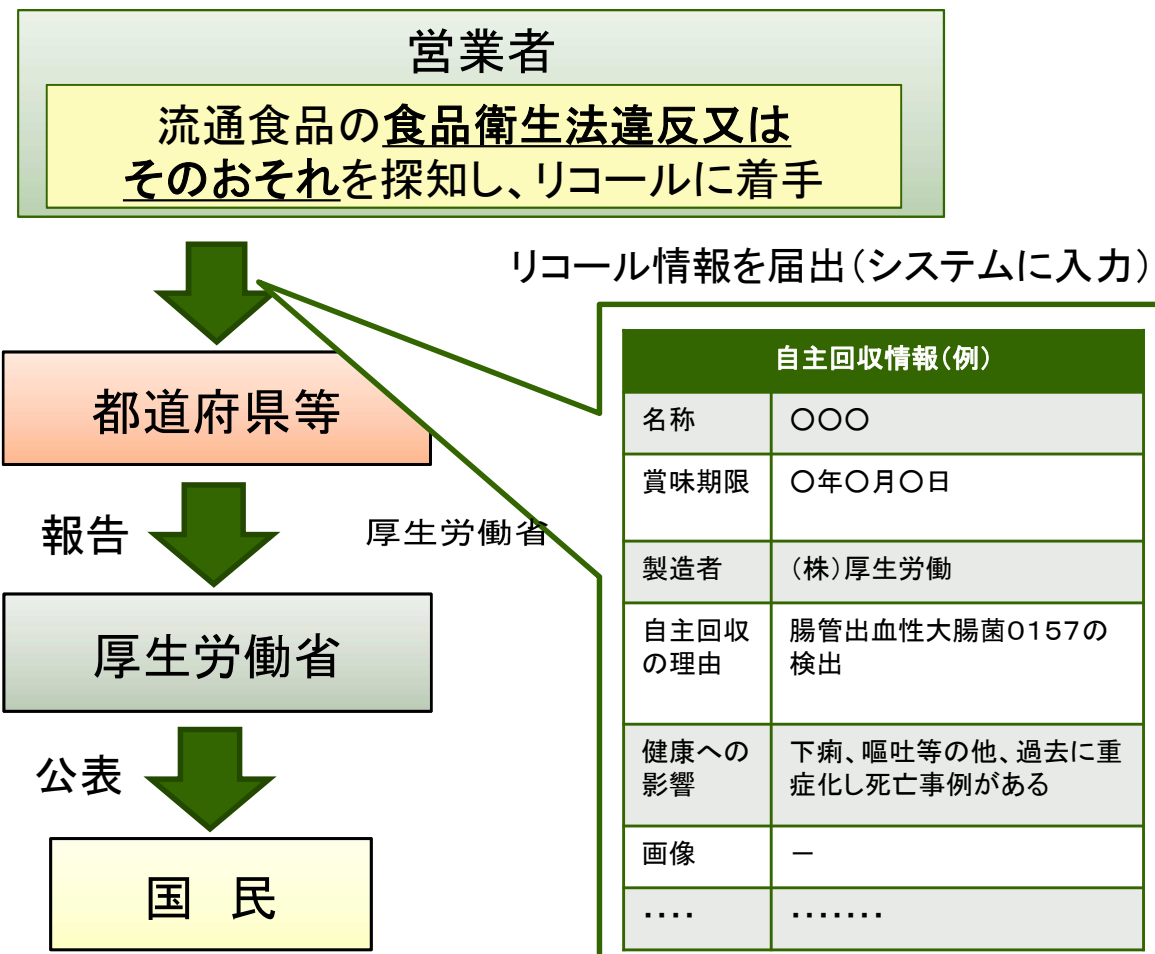 営業者
流通食品の食品衛生法違反又は
そのおそれを探知し、リコールに着手
リコール情報を届出（システムに入力）
都道府県等
報告
厚生労働省
厚生労働省
公表
国　民
自主回収情報（例）
名称
〇〇〇
賞味期限
〇年〇月〇日
製造者
（株）厚生労働
自主回収
の理由
腸管出血性大腸菌O157の
検出
健康への
影響
下痢、嘔吐等の他、過去に重
症化し死亡事例がある
画像
－
‥‥
・・・・・・・